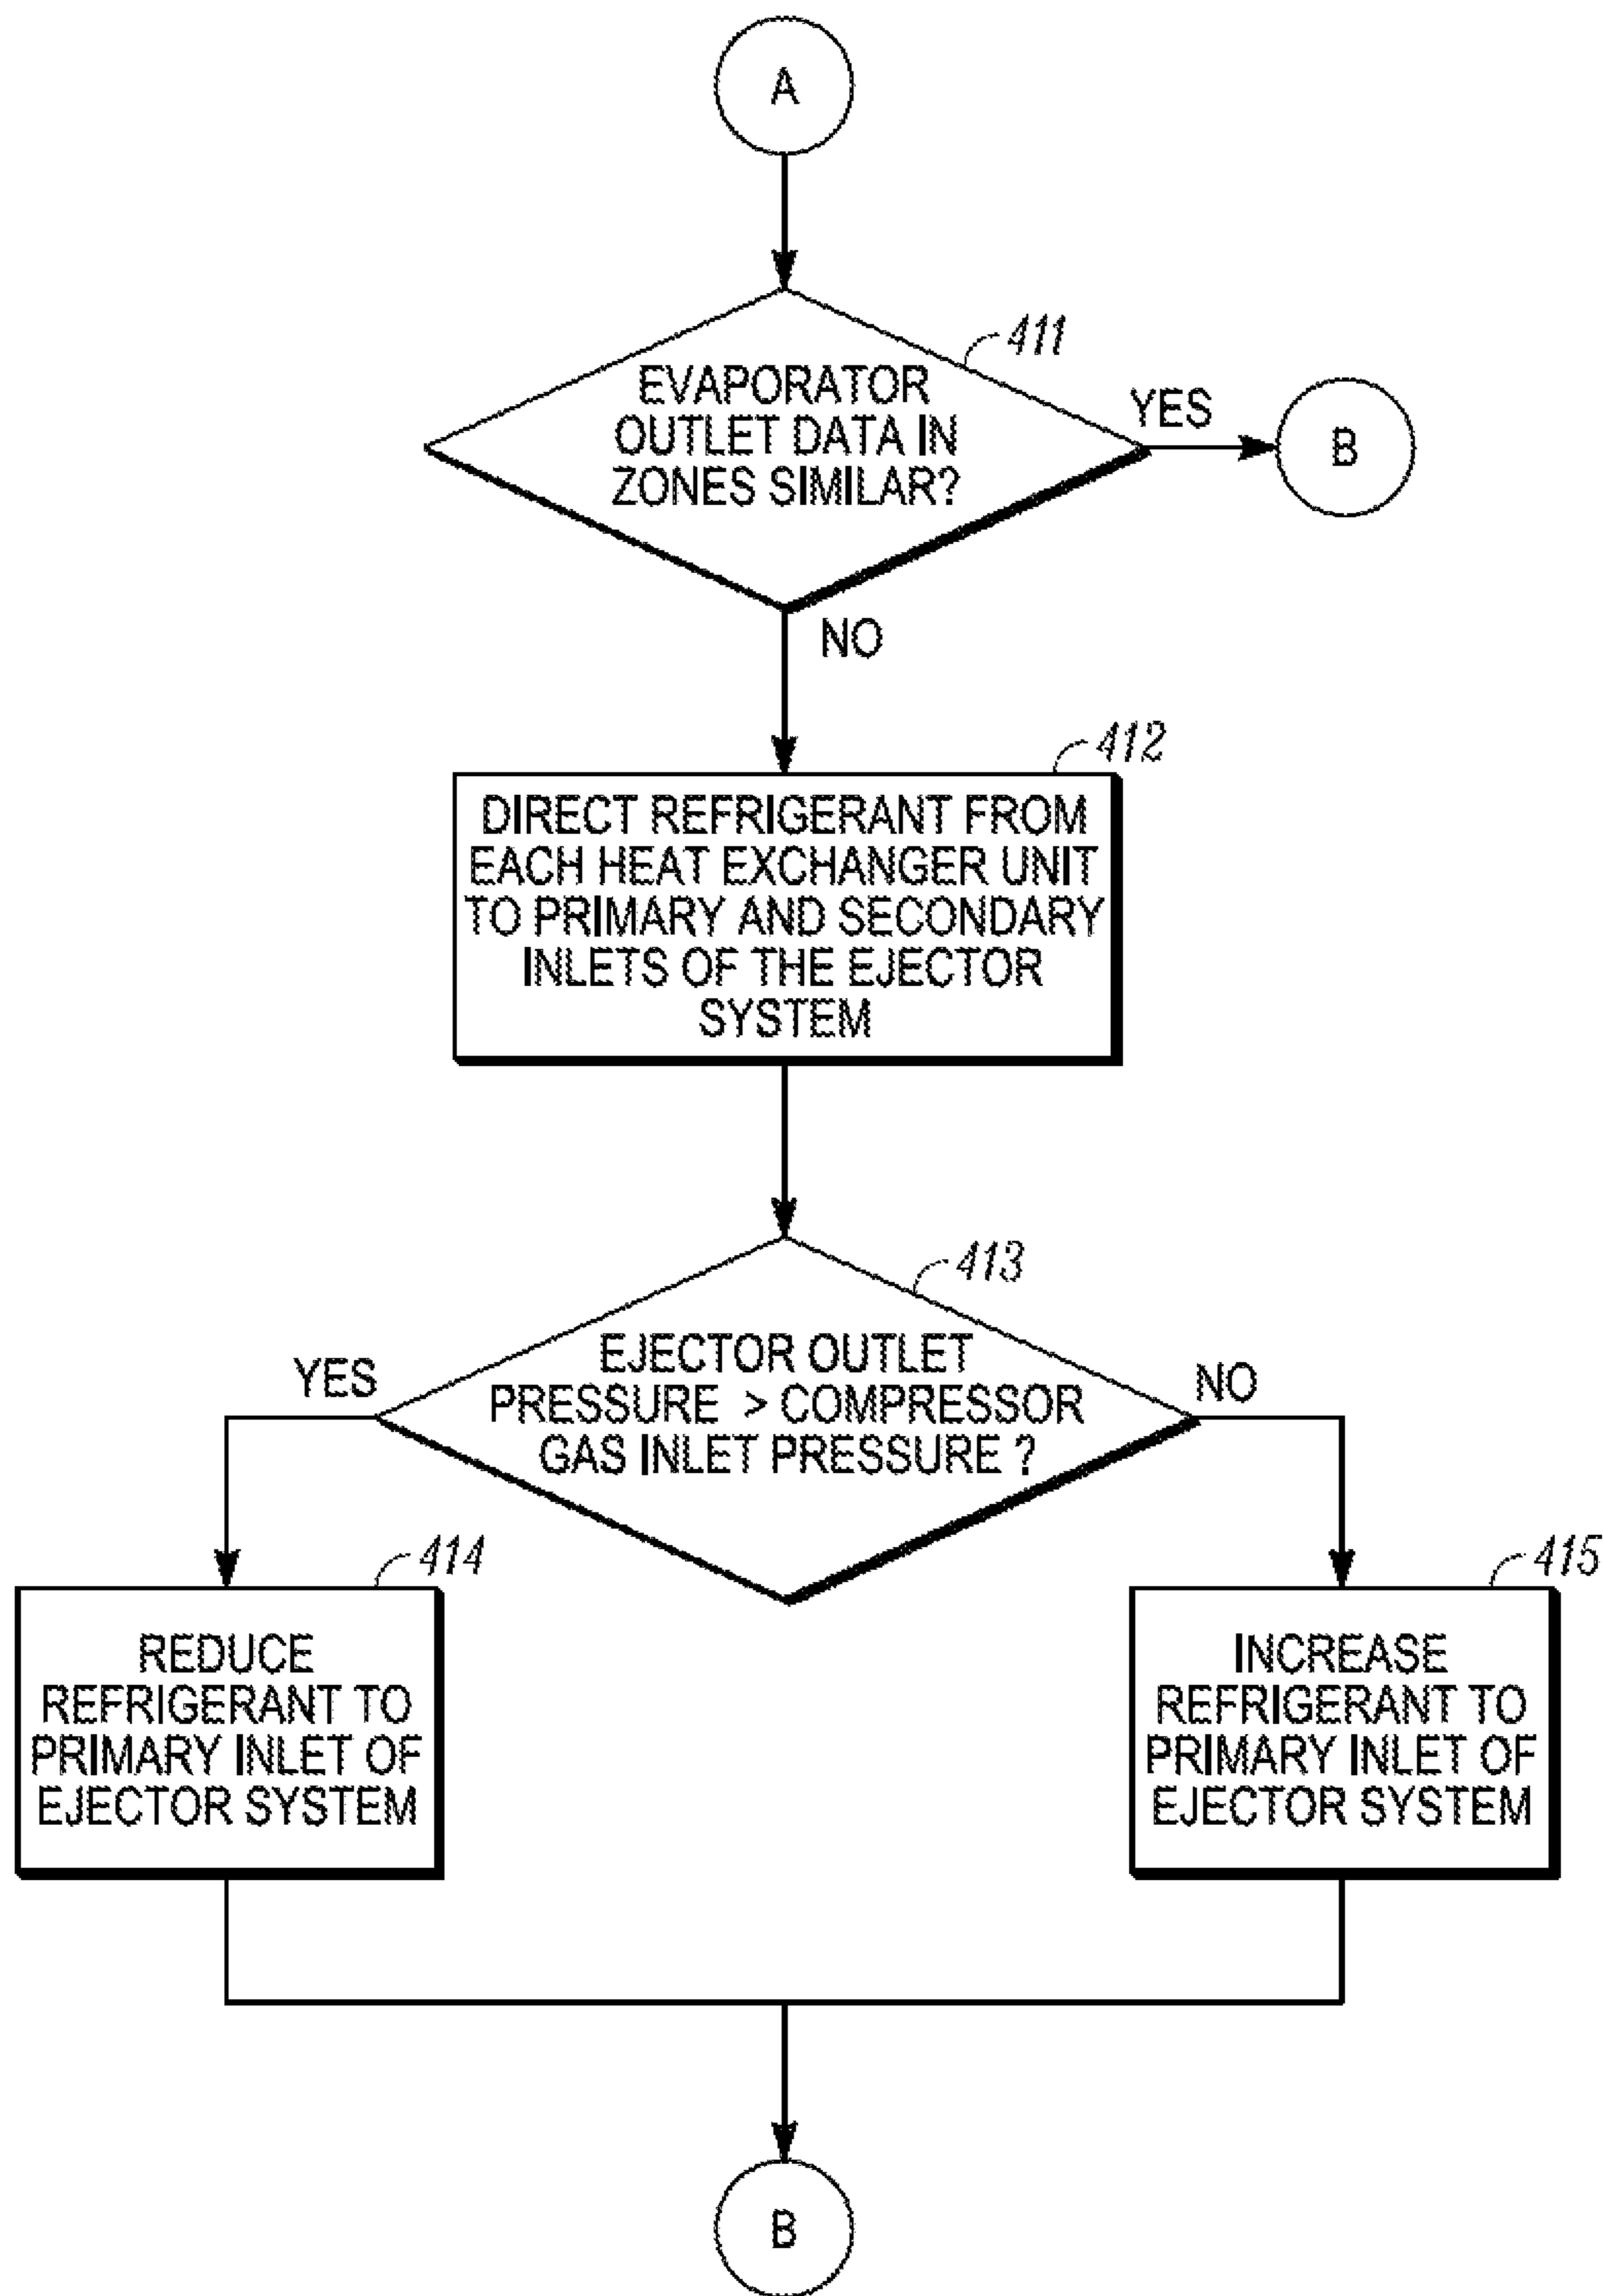 A
411
EVAPORATOR
OUTLET DATA IN
ZONES SIMILAR?
YES
B
NO
412
DIRECT REFRIGERANT FROM
EACH HEAT EXCHANGER UNIT
TO PRIMARY AND SECONDARY
INLETS OF THE EJECTOR
SYSTEM
413
EJECTOR OUTLET
PRESSURE > COMPRESSOR
GAS INLET PRESSURE ?
YES
NO
414
REDUCE
REFRIGERANT TO
PRIMARY INLET OF
EJECTOR SYSTEM
415
INCREASE
REFRIGERANT TO
PRIMARY INLET OF
EJECTOR SYSTEM
B